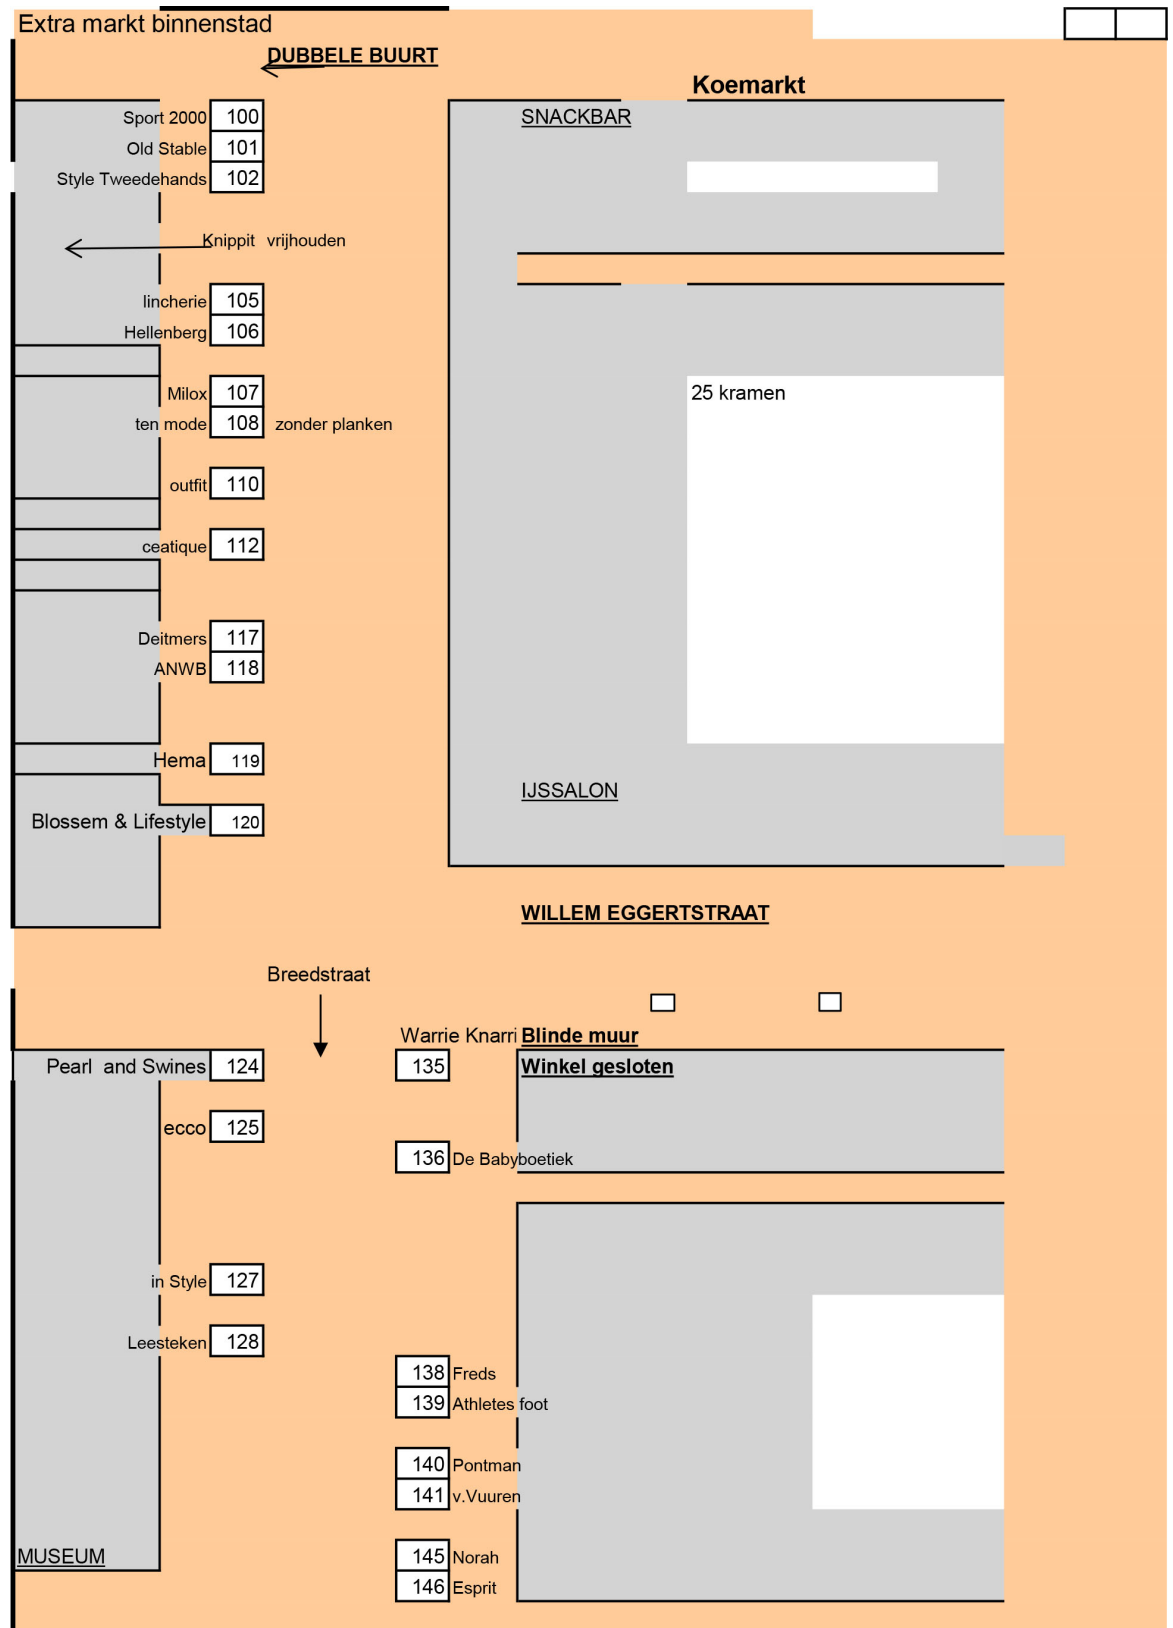 Extra markt binnenstad
DUBBELE BUURT
Koemarkt
Sport 2000 100 SNACKBAR
Old Stable 101
Style Tweedehands 102
Knippit vrijhouden
lincherie 105
Hellenberg 106
Milox 107 25 kramen
ten mode 108 zonder planken
outfit 110
ceatique 112
Deitmers 117
ANWB 118
Hema 119
IJSSALON
Blossem & Lifestyle 120
WILLEM EGGERTSTRAAT
Breedstraat
Warrie Knarri Blinde muur
Pearl and Swines 124 135 Winkel gesloten
ecco 125
136 De Babyboetiek
in Style 127
Leesteken 128
138 Freds
139 Athletes foot
140 Pontman
141 v.Vuuren
MUSEUM 145 Norah
146 Esprit